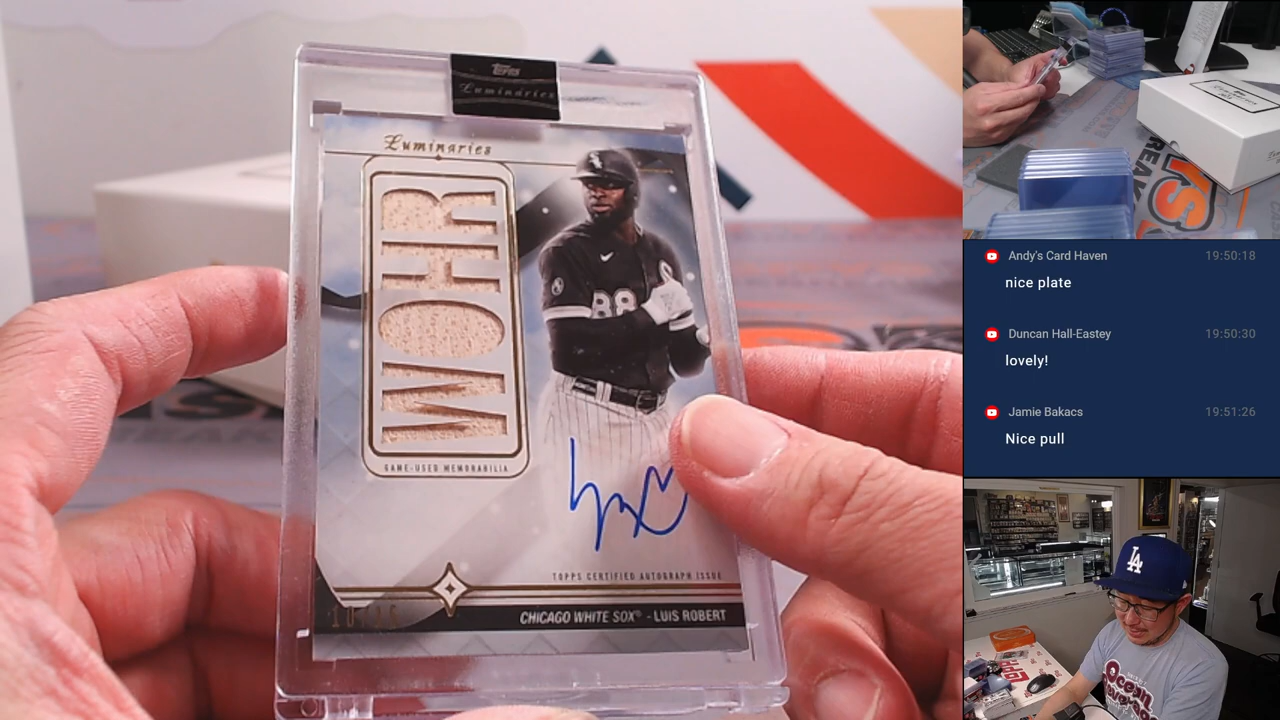 TOPPS
Luminaries
Luminaries
WOHR
GAME-USED MEMORABILIA
88
TOPPS CERTIFIED AUTOGRAPH ISSUE
CHICAGO WHITE SOX - LUIS ROBERT
Andy's Card Haven
19:50:18
nice plate
Duncan Hall-Eastey
19:50:30
lovely!
Jamie Bakacs
19:51:26
Nice pull
LA